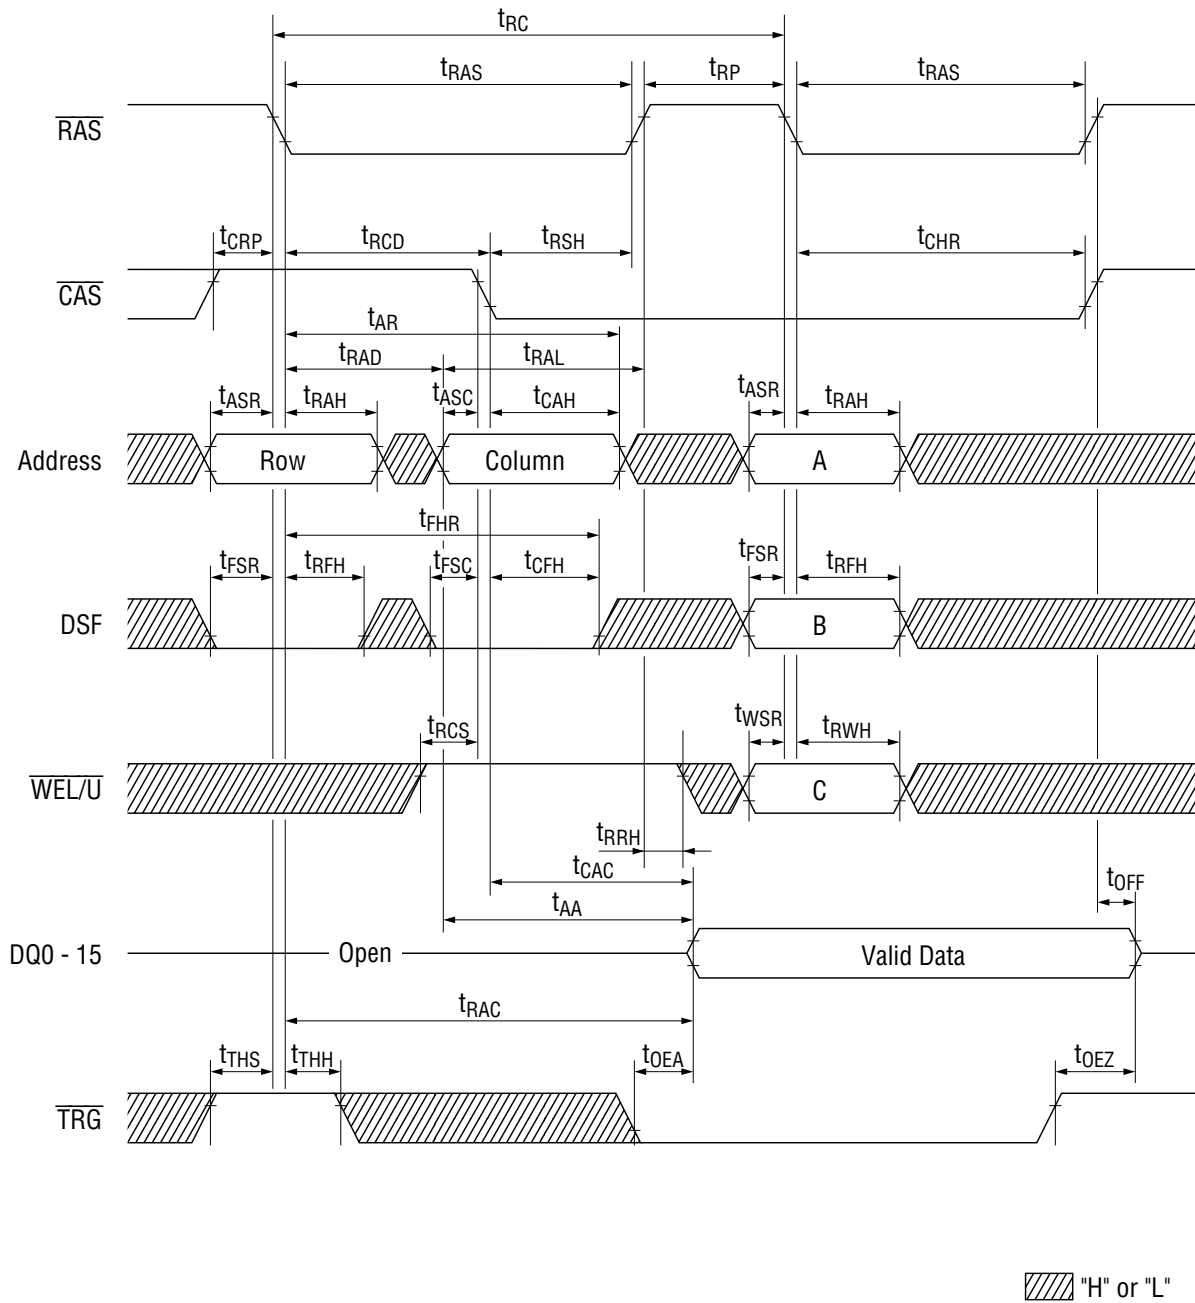 tRC
tRAS tRP tRAS
RAS
tCRP tRCD tRSH tCHR
CAS
tAR
tRAD tRAL
tASR tRAH tASC tCAH tASR tRAH
Address Row Column A
tFHR
tFSR tRFH tFSC tCFH tFSR tRFH
DSF B
tRCS tWSR tRWH
WEL/U C
tRRH
tCAC tOFF
tAA
DQ0 - 15 Open Valid Data
tRAC
tTHS tTHH tOEA tOEZ
TRG
"H" or "L"